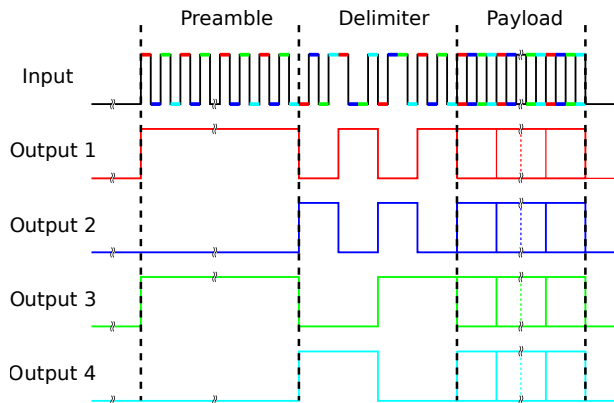 Preamble Delimiter Payload
Input
Output 1
Output 2
Output 3
Output 4